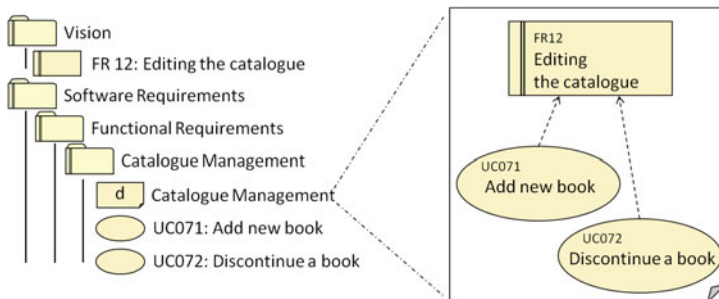 Vision
FR 12: Editing the catalogue
Software Requirements
Functional Requirements
Catalogue Management
d Catalogue Management
UC071: Add new book
UC072: Discontinue a book
FR12
Editing
the catalogue
UC071
Add new book
UC072
Discontinue a book